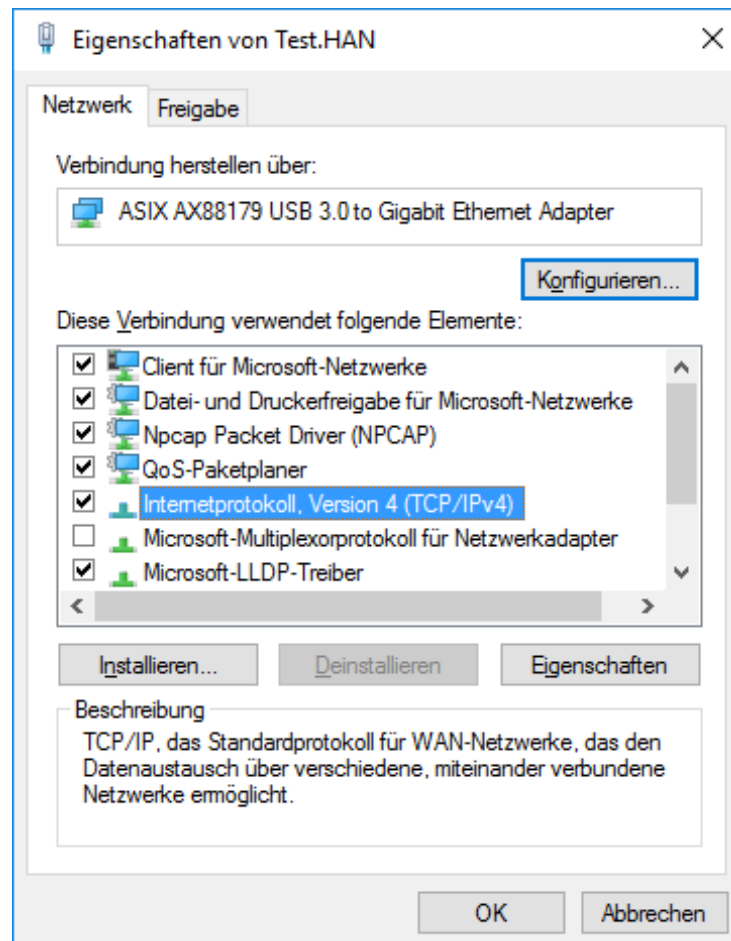 Eigenschaften von Test.HAN
Netzwerk
Freigabe
Verbindung herstellen über:
ASIX AX88179 USB 3.0 to Gigabit Ethernet Adapter
Konfigurieren...
Diese Verbindung verwendet folgende Elemente:
Client für Microsoft-Netzwerke
Datei- und Druckerfreigabe für Microsoft-Netzwerke
Npcap Packet Driver (NPCAP)
QoS-Paketplaner
Internetprotokoll, Version 4 (TCP/IPv4)
Microsoft-Multiplexorprotokoll für Netzwerkadapter
Microsoft-LLDP-Treiber
Installieren...
Deinstallieren
Eigenschaften
Beschreibung
TCP/IP, das Standardprotokoll für WAN-Netzwerke, das den
Datenaustausch über verschiedene, miteinander verbundene
Netzwerke ermöglicht.
OK
Abbrechen